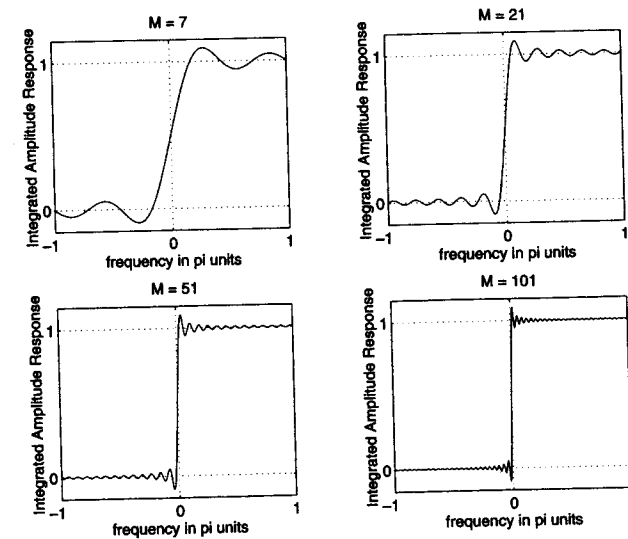 M = 7
Integrated Amplitude Response
1
0
−1
0
1
frequency in pi units
M = 21
Integrated Amplitude Response
1
0
−1
0
1
frequency in pi units
M = 51
Integrated Amplitude Response
1
0
−1
0
1
frequency in pi units
M = 101
Integrated Amplitude Response
1
0
−1
0
1
frequency in pi units